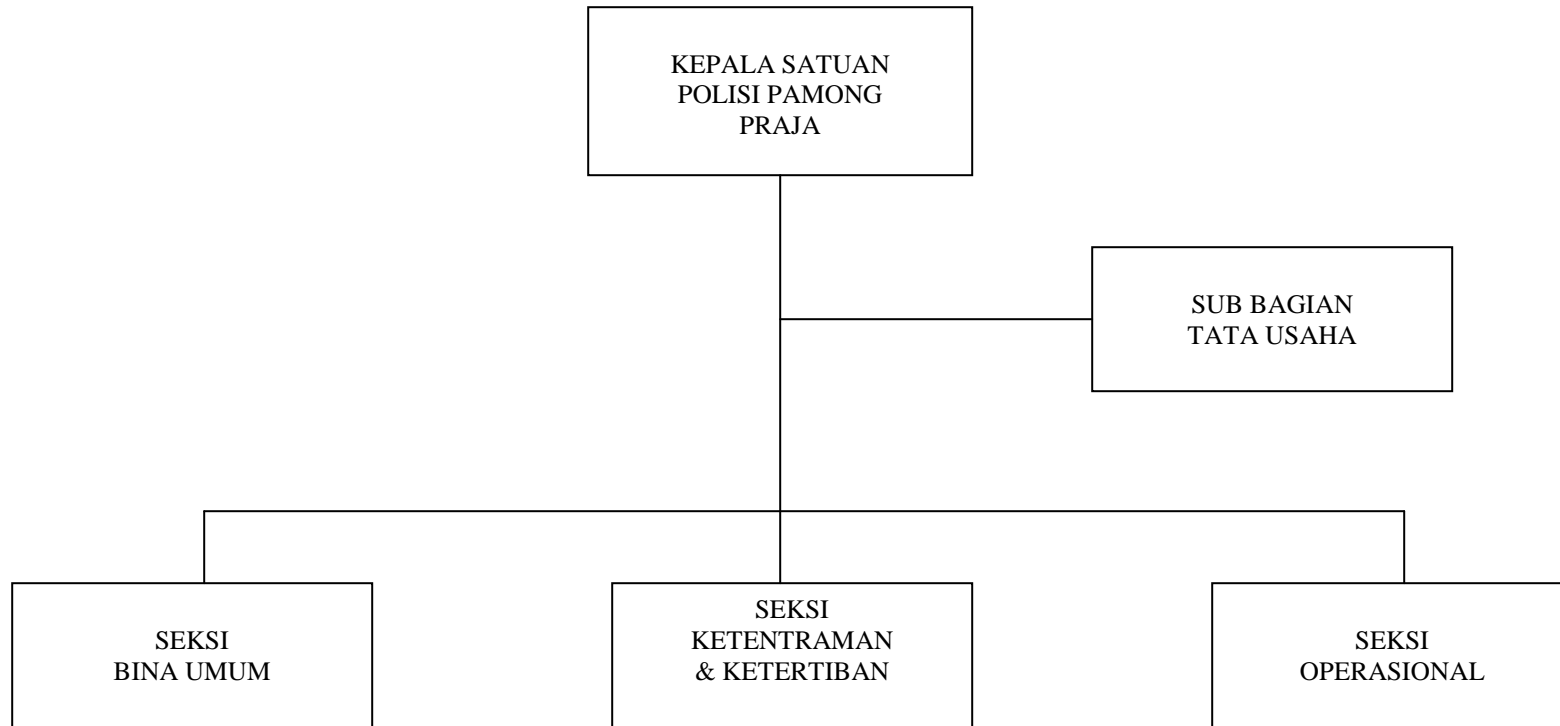 KEPALA SATUAN
POLISI PAMONG
PRAJA
SUB BAGIAN
TATA USAHA
SEKSI
BINA UMUM
SEKSI
KETENTRAMAN
& KETERTIBAN
SEKSI
OPERASIONAL